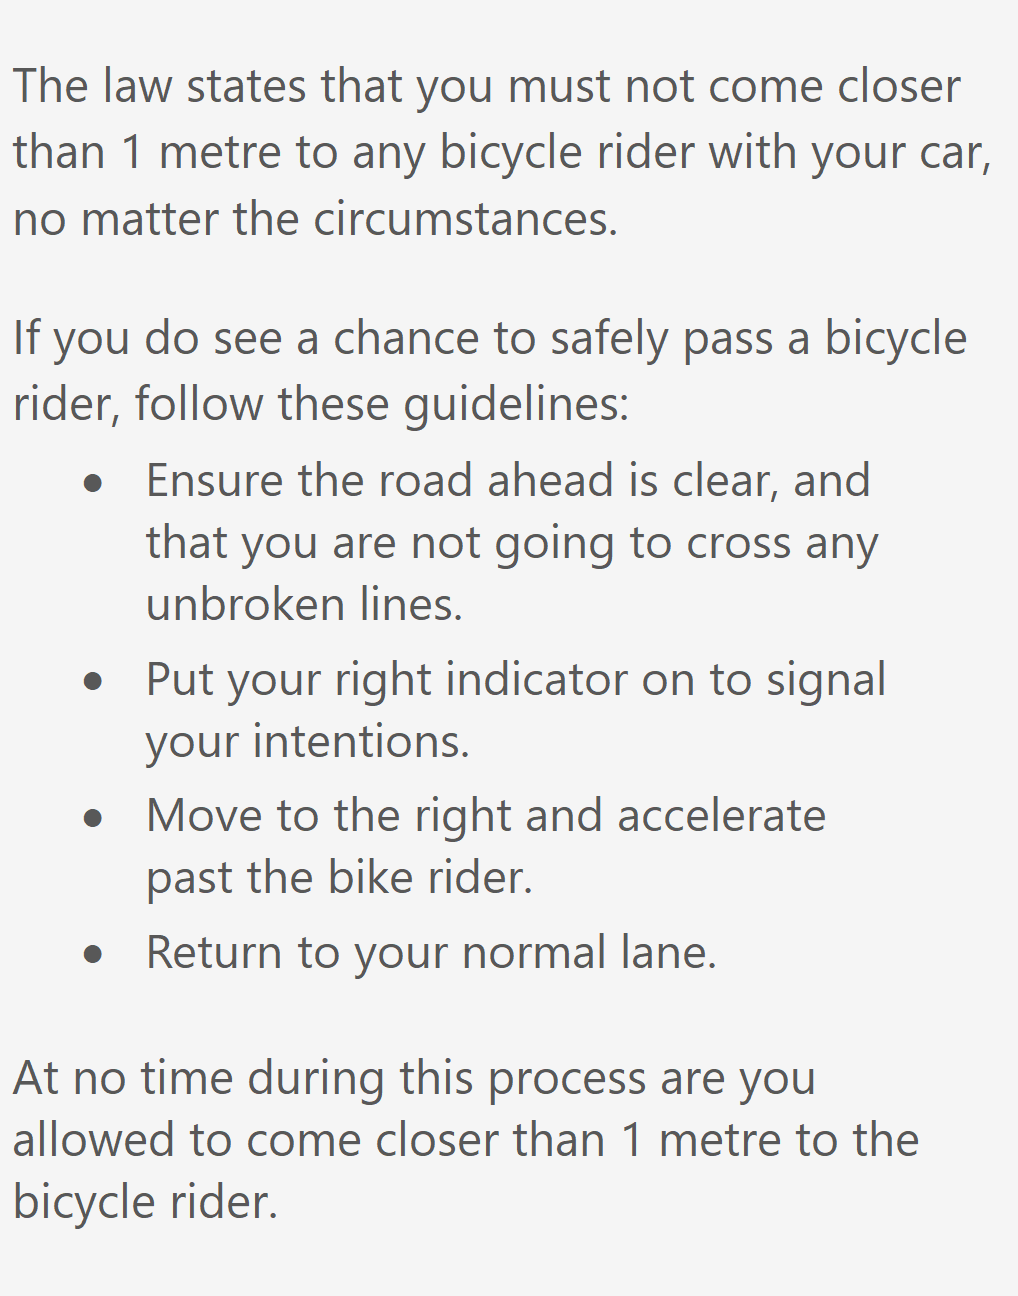 The law states that you must not come closer
than 1 metre to any bicycle rider with your car,
no matter the circumstances.
If you do see a chance to safely pass a bicycle
rider, follow these guidelines:
● Ensure the road ahead is clear, and
that you are not going to cross any
unbroken lines.
● Put your right indicator on to signal
your intentions.
● Move to the right and accelerate
past the bike rider.
● Return to your normal lane.
At no time during this process are you
allowed to come closer than 1 metre to the
bicycle rider.